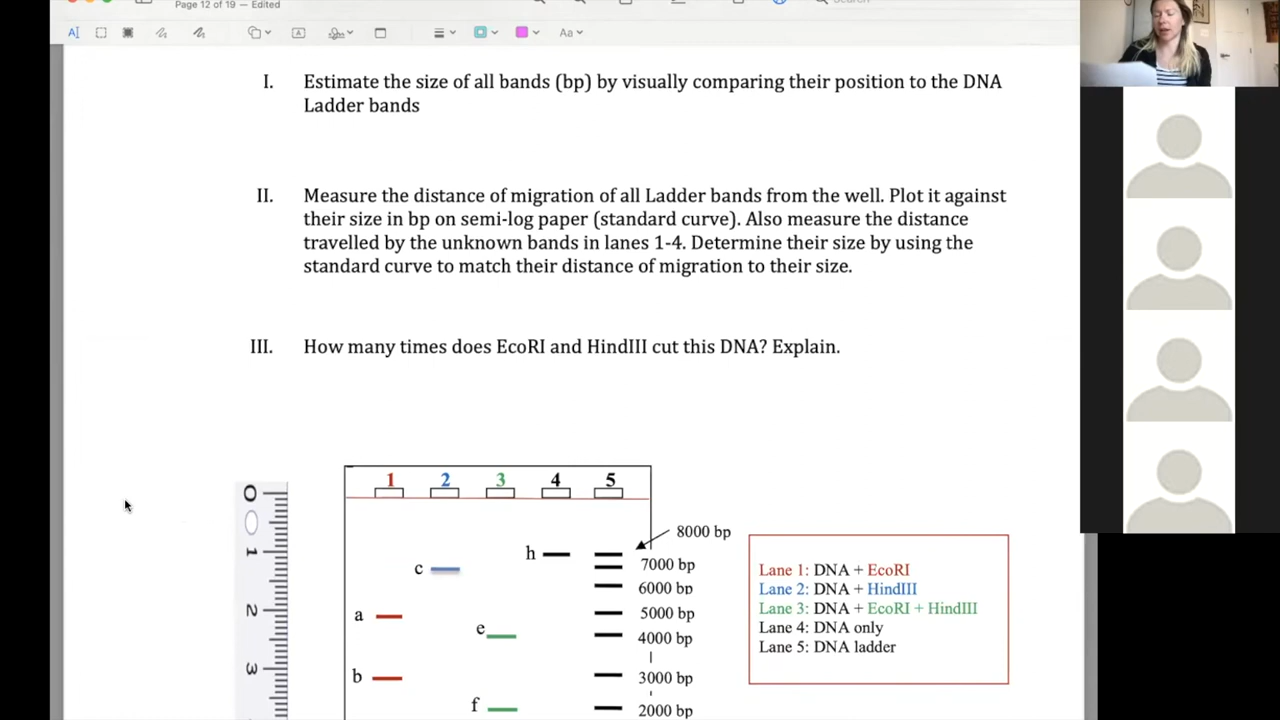 Page 12 of 19 — Edited
Search
Aa
I. Estimate the size of all bands (bp) by visually comparing their position to the DNA
Ladder bands
II. Measure the distance of migration of all Ladder bands from the well. Plot it against
their size in bp on semi-log paper (standard curve). Also measure the distance
travelled by the unknown bands in lanes 1-4. Determine their size by using the
standard curve to match their distance of migration to their size.
III. How many times does EcoRI and HindIII cut this DNA? Explain.
1 2 3 4 5
0
1
2
3
8000 bp
h
7000 bp
c
6000 bp
a
5000 bp
e
4000 bp
b
3000 bp
f
2000 bp
Lane 1: DNA + EcoRI
Lane 2: DNA + HindIII
Lane 3: DNA + EcoRI + HindIII
Lane 4: DNA only
Lane 5: DNA ladder